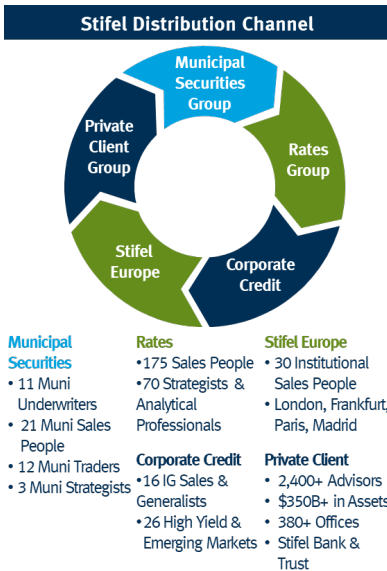 Stifel Distribution Channel
Municipal
Securities
Group
Rates
Group
Corporate
Credit
Stifel
Europe
Private
Client
Group
Municipal
Securities
• 11 Muni
Underwriters
• 21 Muni Sales
People
• 12 Muni Traders
• 3 Muni Strategists
Rates
•175 Sales People
•70 Strategists &
Analytical
Professionals
Corporate Credit
•16 IG Sales &
Generalists
•26 High Yield &
Emerging Markets
Stifel Europe
• 30 Institutional
Sales People
• London, Frankfurt,
Paris, Madrid
Private Client
• 2,400+ Advisors
• $350B+ in Assets
• 380+ Offices
• Stifel Bank &
Trust